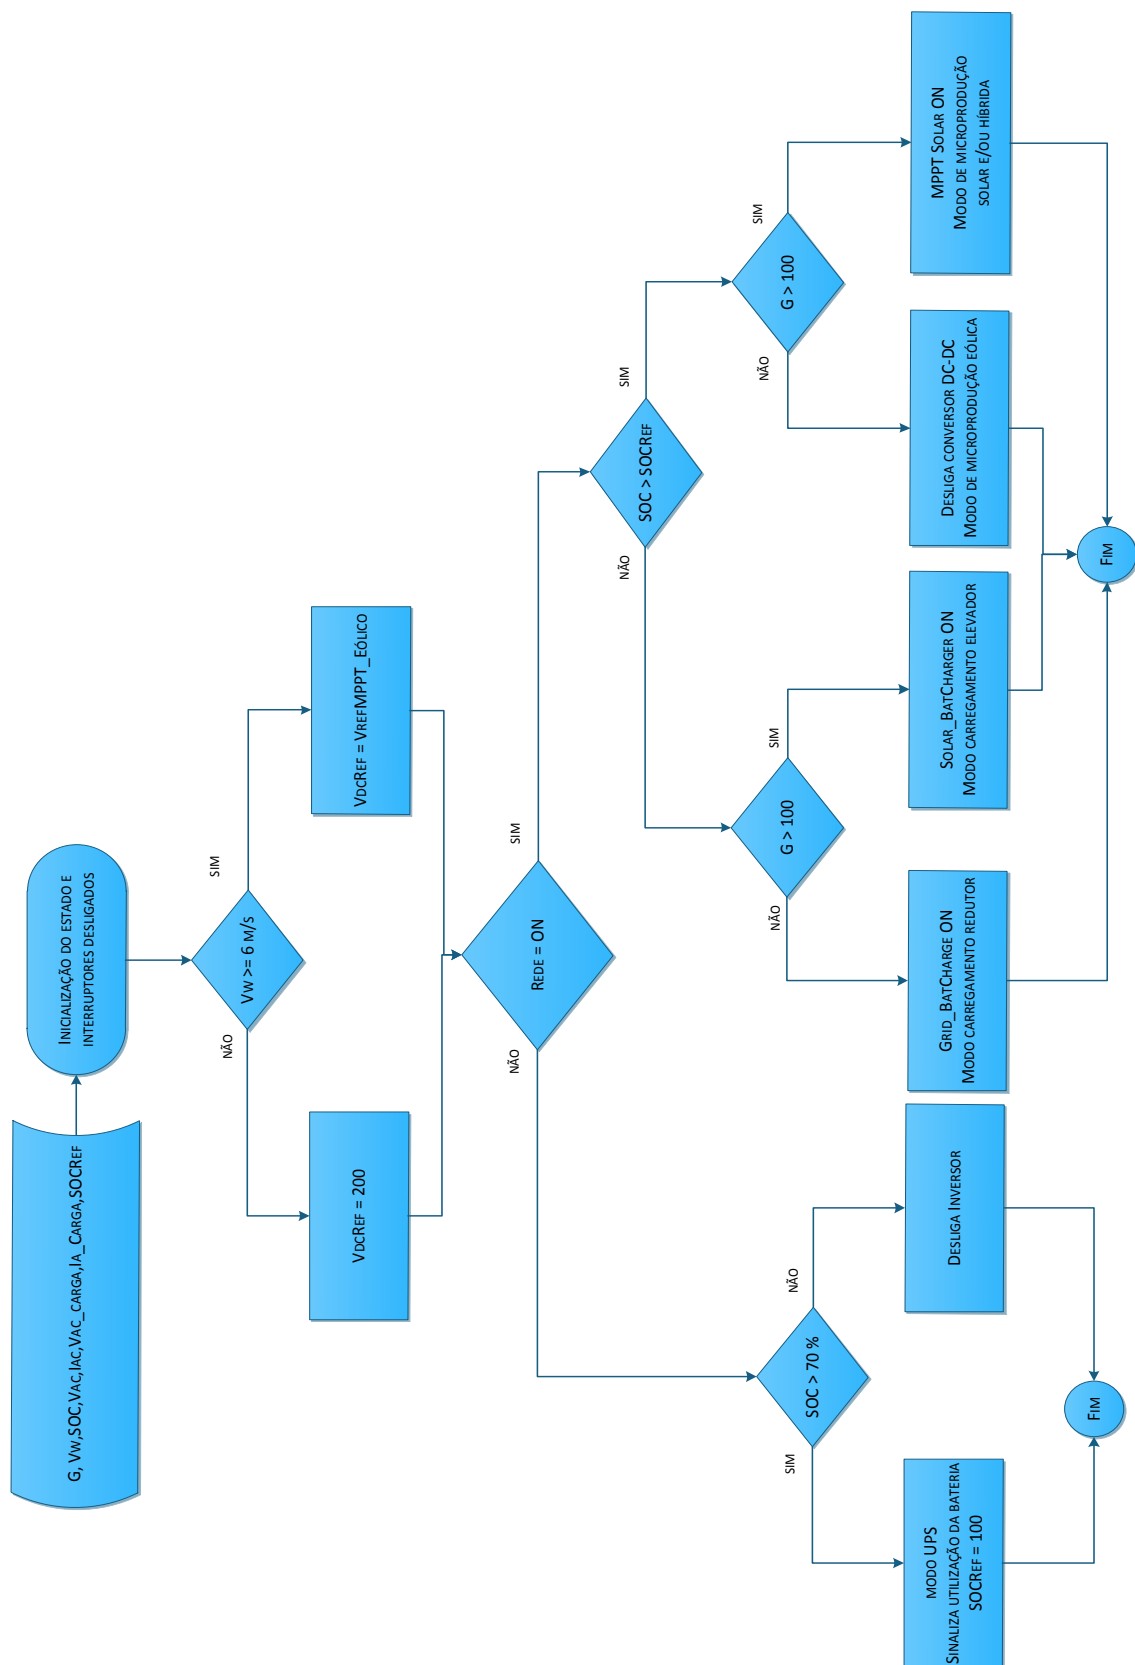 G, Vw,SOC,Vac,Iac,Vac_carga,Ia_Carga,SOCRef
Inicialização do estado e
interruptores desligados
Vw >= 6 m/s
NÃO
SIM
VdcRef = 200
VdcRef = VrefMPPT_Eólico
Rede = ON
NÃO
SIM
SOC > 70 %
SIM
NÃO
modo UPS
Sinaliza utilização da bateria
SOCRef = 100
Desliga Inversor
Fim
SOC > SOCRef
NÃO
SIM
G > 100
NÃO
SIM
G > 100
NÃO
SIM
Grid_BatCharge ON
Modo carregamento redutor
Solar_BatCharger ON
Modo carregamento elevador
Desliga conversor DC-DC
Modo de microprodução eólica
MPPT Solar ON
Modo de microprodução
solar e/ou híbrida
Fim